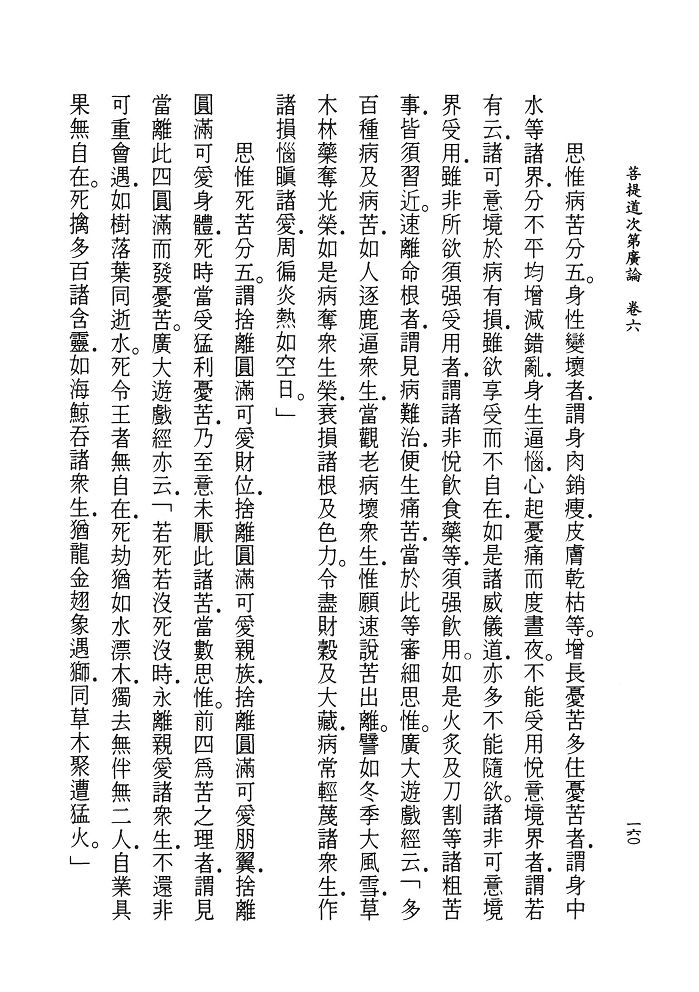 菩提道次第廣論　卷六
一六〇
思惟病苦分五。身性變壞者．謂身肉銷瘦．皮膚乾枯等。增長憂苦多住憂苦者．謂身中
水等諸界．分不平均增減錯亂．身生逼惱．心起憂痛而度晝夜。不能受用悅意境界者．謂若
有云．諸可意境於病有損．雖欲享受而不自在．如是諸威儀道．亦多不能隨欲。諸非可意境
界受用．雖非所欲須强受用者．謂諸非悅飲食藥等．須强飲用。如是火炙及刀割等諸粗苦
事．皆須習近。速離命根者．謂見病難治．便生痛苦．當於此等審細思惟。廣大遊戲經云．「多
百種病及病苦．如人逐鹿逼衆生．當觀老病壞衆生．惟願速說苦出離。譬如冬季大風雪．草
木林藥奪光榮．如是病奪衆生榮．衰損諸根及色力。令盡財穀及大藏．病常輕蔑諸衆生．作
諸損惱瞋諸愛．周徧炎熱如空日。」
思惟死苦分五。謂捨離圓滿可愛財位．捨離圓滿可愛親族．捨離圓滿可愛朋翼．捨離
圓滿可愛身體．死時當受猛利憂苦．乃至意未厭此諸苦．當數思惟。前四爲苦之理者．謂見
當離此四圓滿而發憂苦。廣大遊戲經亦云．「若死若沒死沒時．永離親愛諸衆生．不還非
可重會遇．如樹落葉同逝水。死令王者無自在．死劫猶如水漂木．獨去無伴無二人．自業具
果無自在。死擒多百諸含靈．如海鯨吞諸衆生．猶龍金翅象遇獅．同草木聚遭猛火。」